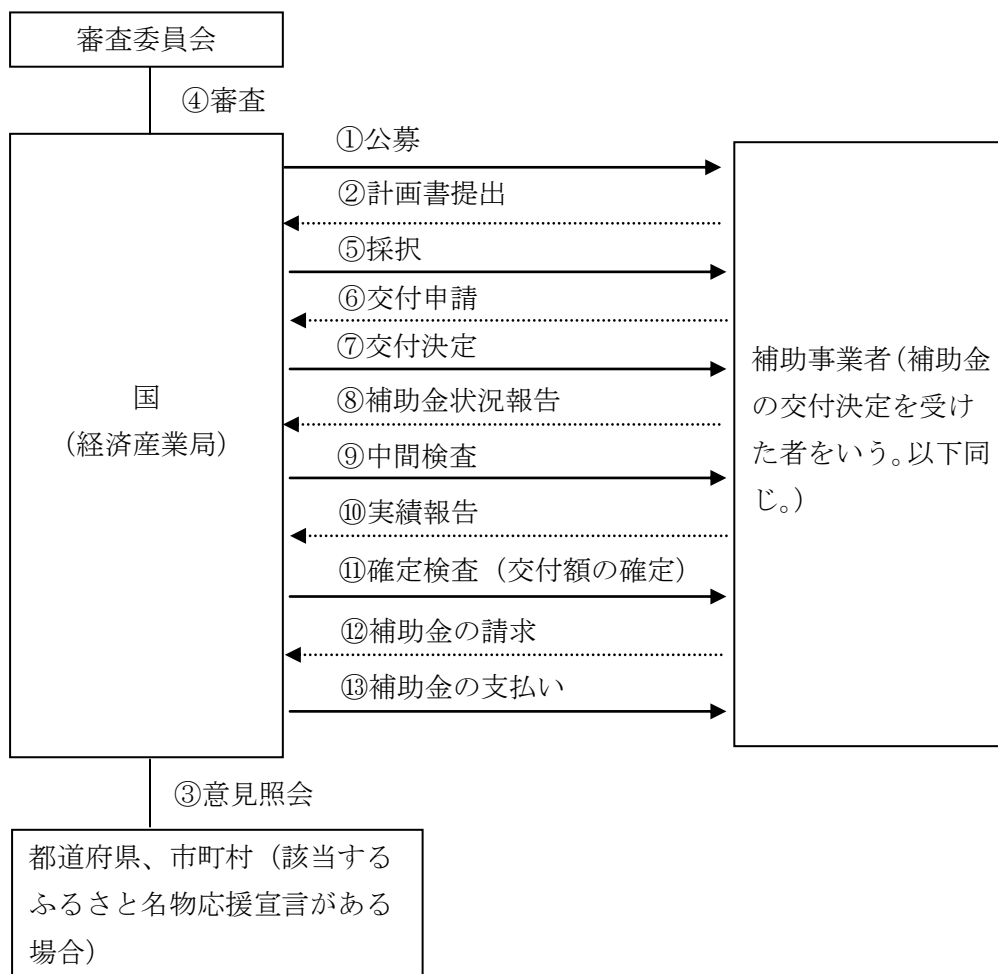 審査委員会
④審査
①公募
②計画書提出
⑤採択
⑥交付申請
⑦交付決定
⑧補助金状況報告
⑨中間検査
⑩実績報告
⑪確定検査（交付額の確定）
⑫補助金の請求
⑬補助金の支払い
国
（経済産業局）
補助事業者（補助金
の交付決定を受け
た者をいう。以下同
じ。）
③意見照会
都道府県、市町村（該当する
ふるさと名物応援宣言がある
場合）